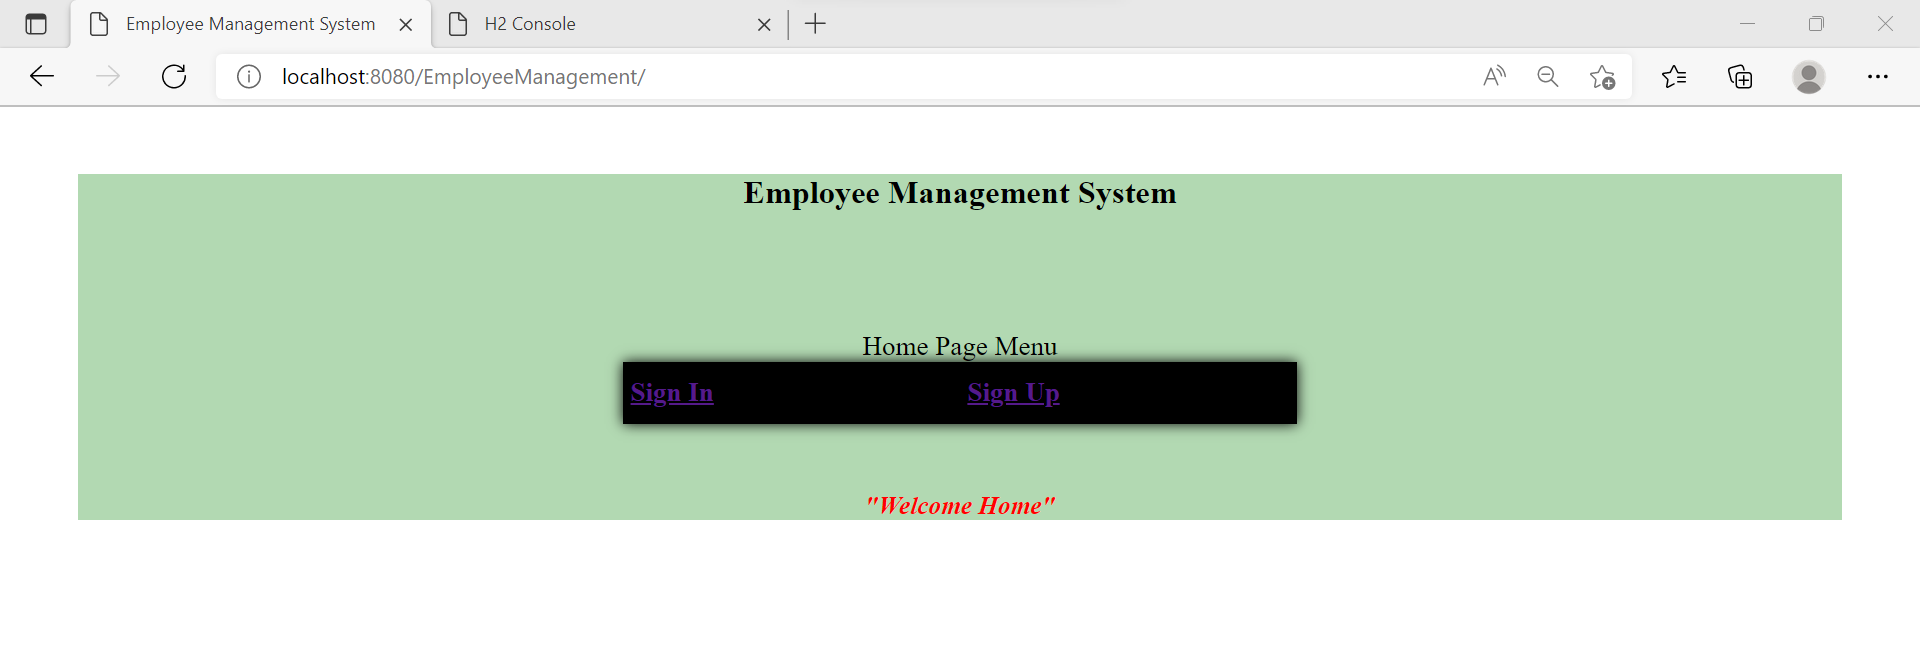 Employee Management System
H2 Console
localhost:8080/EmployeeManagement/
Employee Management System
Home Page Menu
Sign In Sign Up
"Welcome Home"